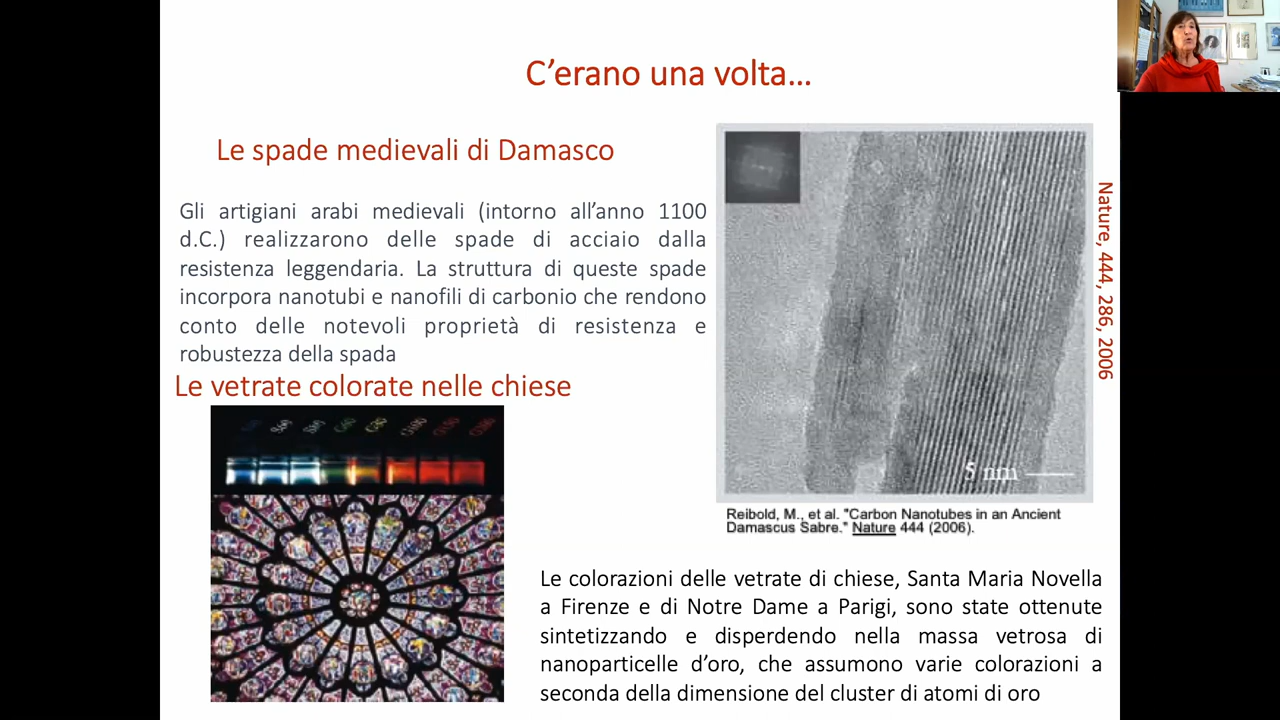 C'erano una volta…
Le spade medievali di Damasco
Gli artigiani arabi medievali (intorno all'anno 1100
d.C.) realizzarono delle spade di acciaio dalla
resistenza leggendaria. La struttura di queste spade
incorpora nanotubi e nanofili di carbonio che rendono
conto delle notevoli proprietà di resistenza e
robustezza della spada
Le vetrate colorate nelle chiese
5 nm
Nature, 444, 286, 2006
Reibold, M., et al. "Carbon Nanotubes in an Ancient
Damascus Sabre." Nature 444 (2006).
Le colorazioni delle vetrate di chiese, Santa Maria Novella
a Firenze e di Notre Dame a Parigi, sono state ottenute
sintetizzando e disperdendo nella massa vetrosa di
nanoparticelle d'oro, che assumono varie colorazioni a
seconda della dimensione del cluster di atomi di oro